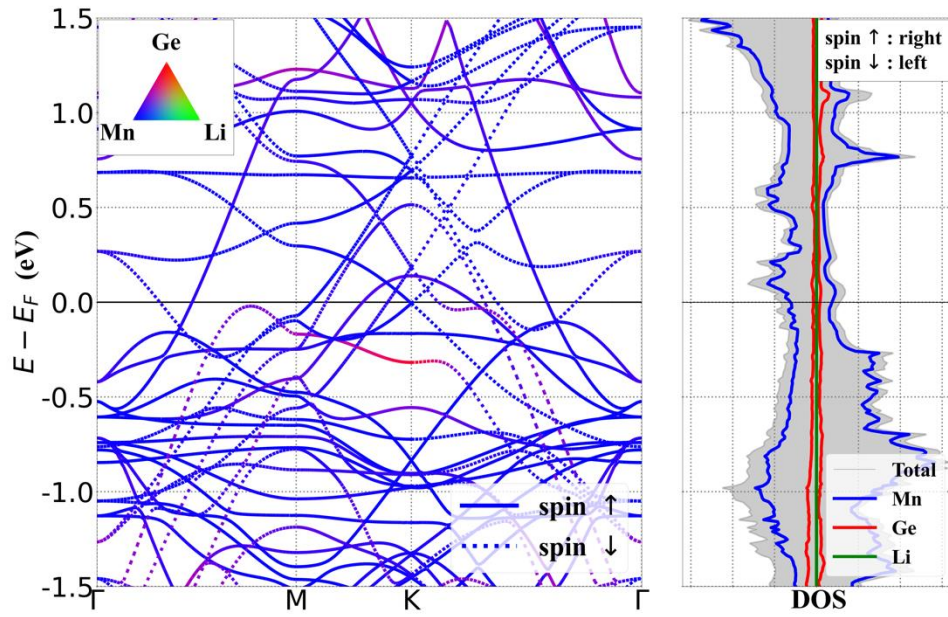 1.5
1.0
0.5
0.0
-0.5
-1.0
-1.5
E − E_F (eV)
Ge
Mn Li
spin ↑
spin ↓
Γ M K Γ
spin ↑ : right
spin ↓ : left
Total
Mn
Ge
Li
DOS